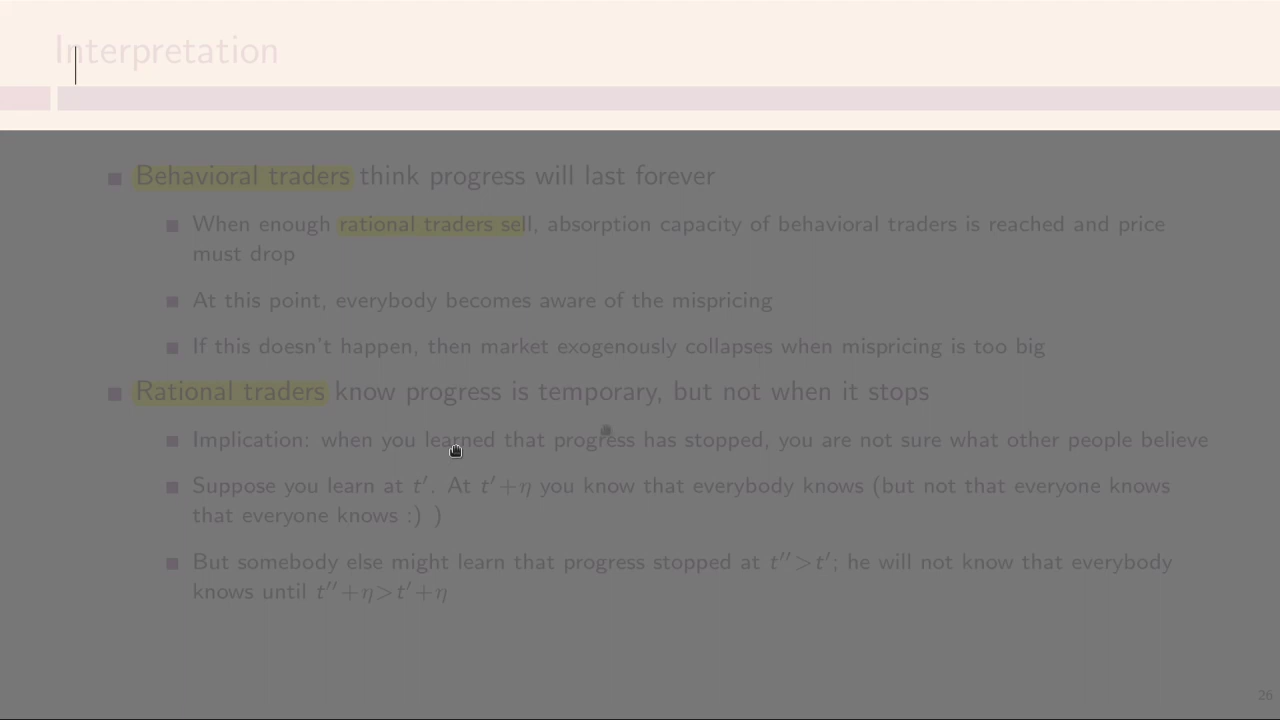 Interpretation
Behavioral traders think progress will last forever
When enough rational traders sell, absorption capacity of behavioral traders is reached and price
must drop
At this point, everybody becomes aware of the mispricing
If this doesn't happen, then market exogenously collapses when mispricing is too big
Rational traders know progress is temporary, but not when it stops
Implication: when you learned that progress has stopped, you are not sure what other people believe
Suppose you learn at t′. At t′+η you know that everybody knows (but not that everyone knows
that everyone knows :) )
But somebody else might learn that progress stopped at t″>t′; he will not know that everybody
knows until t″+η>t′+η
26